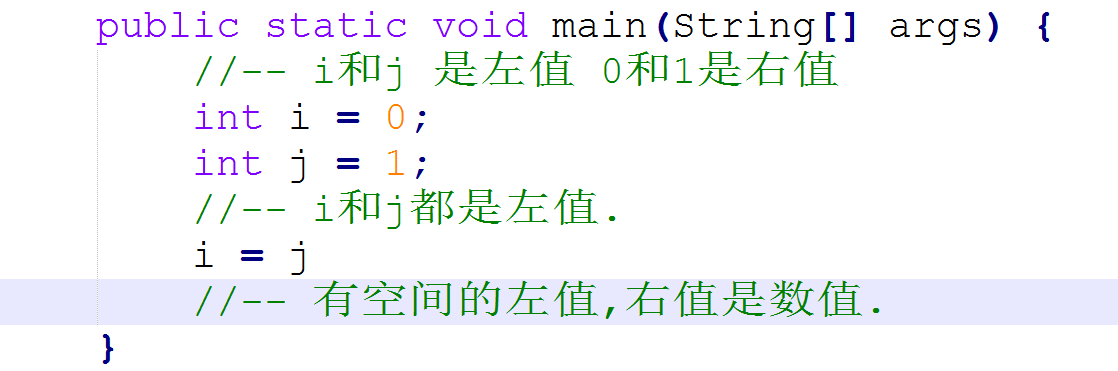 public static void main(String[] args) {
//-- i和j 是左值 0和1是右值
int i = 0;
int j = 1;
//-- i和j都是左值.
i = j
//-- 有空间的左值,右值是数值.
}